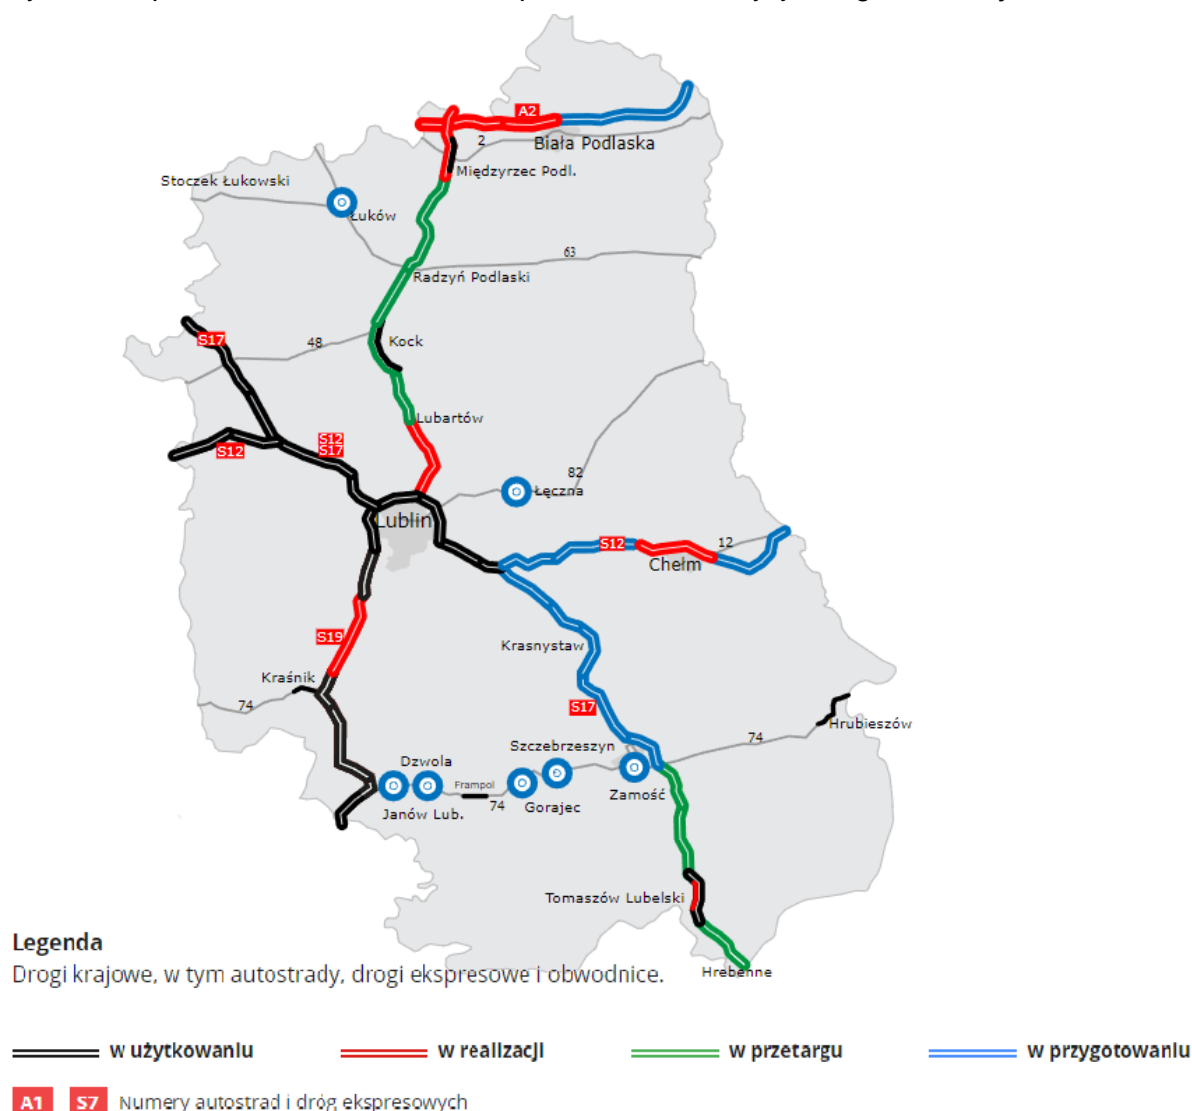 A2
2
Biała Podlaska
Międzyrzec Podl.
Stoczek Łukowski
Łuków
63
Radzyń Podlaski
S17
48
Kock
Lubartów
S12
S12
S17
82
Łęczna
Lublin
S12
12
Chełm
S19
Krasnystaw
Kraśnik
74
S17
Hrubieszów
74
Szczebrzeszyn
Dzwola
Frampol
Zamość
74
Gorajec
Janów Lub.
Tomaszów Lubelski
Hrebenne
Legenda
Drogi krajowe, w tym autostrady, drogi ekspresowe i obwodnice.
w użytkowaniu
w realizacji
w przetargu
w przygotowaniu
A1
S7
Numery autostrad i dróg ekspresowych